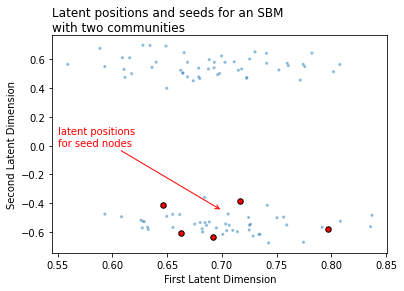 Latent positions and seeds for an SBM
with two communities
Second Latent Dimension
0.6
0.4
0.2
0.0
−0.2
−0.4
−0.6
latent positions
for seed nodes
0.55
0.60
0.65
0.70
0.75
0.80
0.85
First Latent Dimension